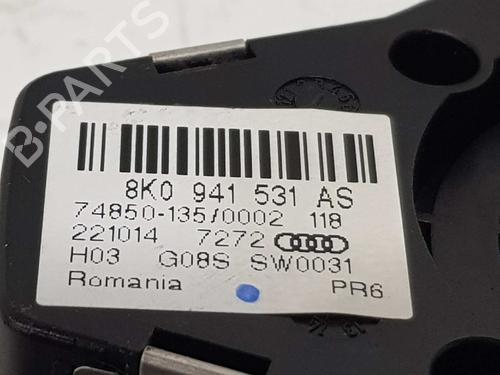 8K0 941 531 AS
74850-135/0002 118
221014 7272
H03 G08S SW0031
Romania PR6
B-PARTS